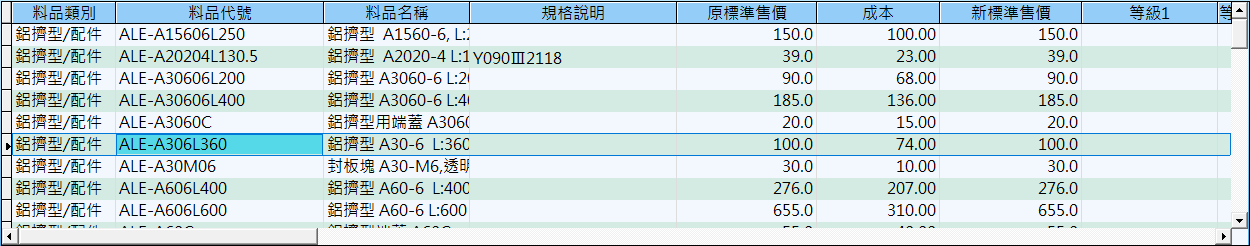 料品類別 料品代號 料品名稱 規格說明 原標準售價 成本 新標準售價 等級1
鋁擠型/配件 ALE-A15606L250 鋁擠型 A1560-6, L: 150.0 100.00 150.0
鋁擠型/配件 ALE-A20204L130.5 鋁擠型 A2020-4 L:1 Y090Ⅲ2118 39.0 23.00 39.0
鋁擠型/配件 ALE-A30606L200 鋁擠型 A3060-6 L:20 90.0 68.00 90.0
鋁擠型/配件 ALE-A30606L400 鋁擠型 A3060-6 L:40 185.0 136.00 185.0
鋁擠型/配件 ALE-A3060C 鋁擠型用端蓋 A3060 20.0 15.00 20.0
鋁擠型/配件 ALE-A306L360 鋁擠型 A30-6 L:360 100.0 74.00 100.0
鋁擠型/配件 ALE-A30M06 封板塊 A30-M6,透明 30.0 10.00 30.0
鋁擠型/配件 ALE-A606L400 鋁擠型 A60-6 L:400 276.0 207.00 276.0
鋁擠型/配件 ALE-A606L600 鋁擠型 A60-6 L:600 655.0 310.00 655.0